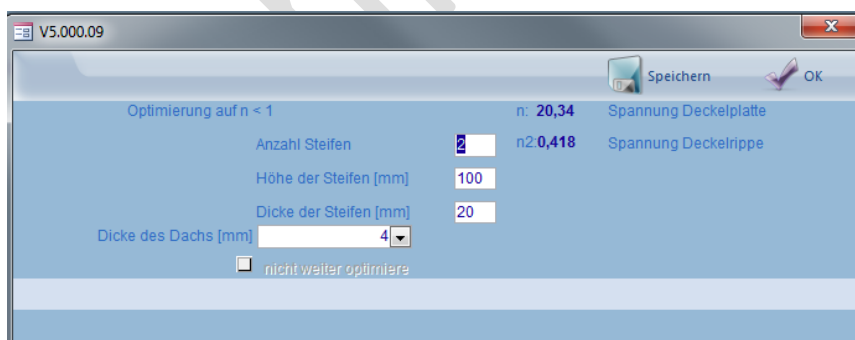 V5.000.09
Speichern OK
Optimierung auf n < 1 n: 20,34 Spannung Deckelplatte
Anzahl Steifen 2 n2:0,418 Spannung Deckelrippe
Höhe der Steifen [mm] 100
Dicke der Steifen [mm] 20
Dicke des Dachs [mm] 4
nicht weiter optimiere